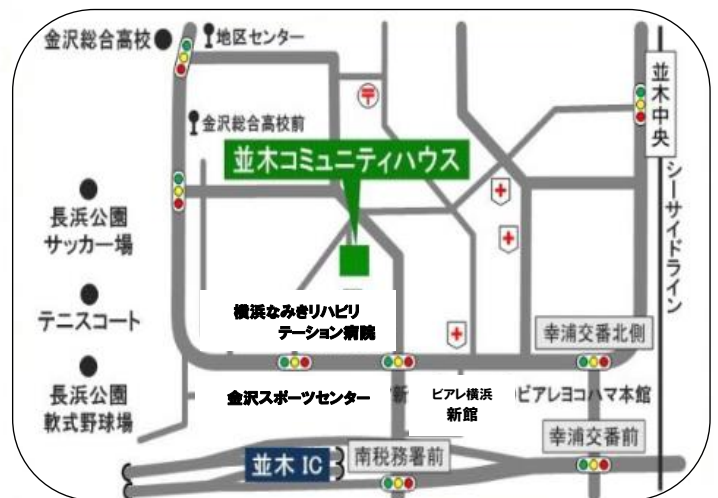 金沢総合高校
地区センター
金沢総合高校前
並木コミュニティハウス
並木中央
シーサイドライン
長浜公園
サッカー場
テニスコート
長浜公園
軟式野球場
横浜なみきリハビリ
テーション病院
幸浦交番北側
金沢スポーツセンター
新
ピアレ横浜
新館
ピアレヨコハマ本館
幸浦交番前
並木 IC
南税務署前